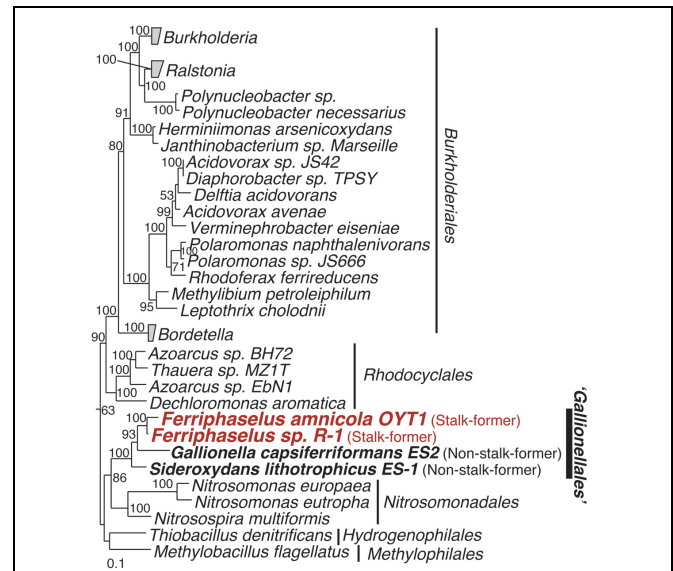 100
Burkholderia
100
100
Ralstonia
100
Polynucleobacter sp.
100
Polynucleobacter necessarius
91
100
Herminiimonas arsenicoxydans
Janthinobacterium sp. Marseille
80
100
Acidovorax sp. JS42
Diaphorobacter sp. TPSY
53
Delftia acidovorans
99
Acidovorax avenae
100
Verminephrobacter eiseniae
Polaromonas naphthalenivorans
100
Polaromonas sp. JS666
71
Rhodoferax ferrireducens
100
Methylibium petroleiphilum
95
Leptothrix cholodnii
Burkholderiales
100
100
Bordetella
90
100
Azoarcus sp. BH72
100
Thauera sp. MZ1T
Azoarcus sp. EbN1
100
Dechloromonas aromatica
Rhodocyclales
63
100
Ferriphaselus amnicola OYT1 (Stalk-former)
93
Ferriphaselus sp. R-1 (Stalk-former)
Gallionella capsiferriformans ES2 (Non-stalk-former)
100
Sideroxydans lithotrophicus ES-1 (Non-stalk-former)
'Gallionellales'
86
100
Nitrosomonas europaea
Nitrosomonas eutropha
100
Nitrosospira multiformis
Nitrosomonadales
Thiobacillus denitrificans Hydrogenophilales
Methylobacillus flagellatus Methylophilales
0.1